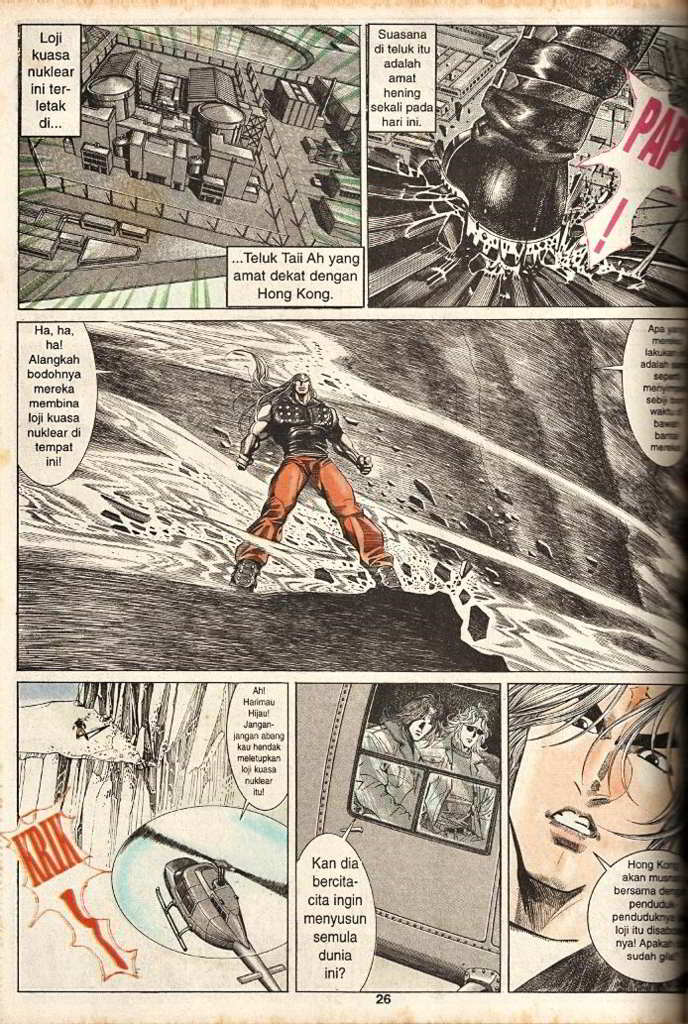 Loji
kuasa
nuklear
ini ter-
letak
di...
...Teluk Taii Ah yang
amat dekat dengan
Hong Kong.
Suasana
di teluk itu
adalah
amat
hening
sekali pada
hari ini.
PAP
!
Ha, ha,
ha!
Alangkah
bodohnya
mereka
membina
loji kuasa
nuklear di
tempat
ini!
Apa
lakukan
adalah
sebiji
waktu
bawah
Ah!
Harimau
Hijau!
Jangan-
jangan abang
kau hendak
meletupkan
loji kuasa
nuklear
itu!
KRIK
Kan dia
bercita-
cita ingin
menyusun
semula
dunia
ini?
Hong Kong
akan
bersama
penduduk-
penduduknya
loji itu
nya!
sudah
26